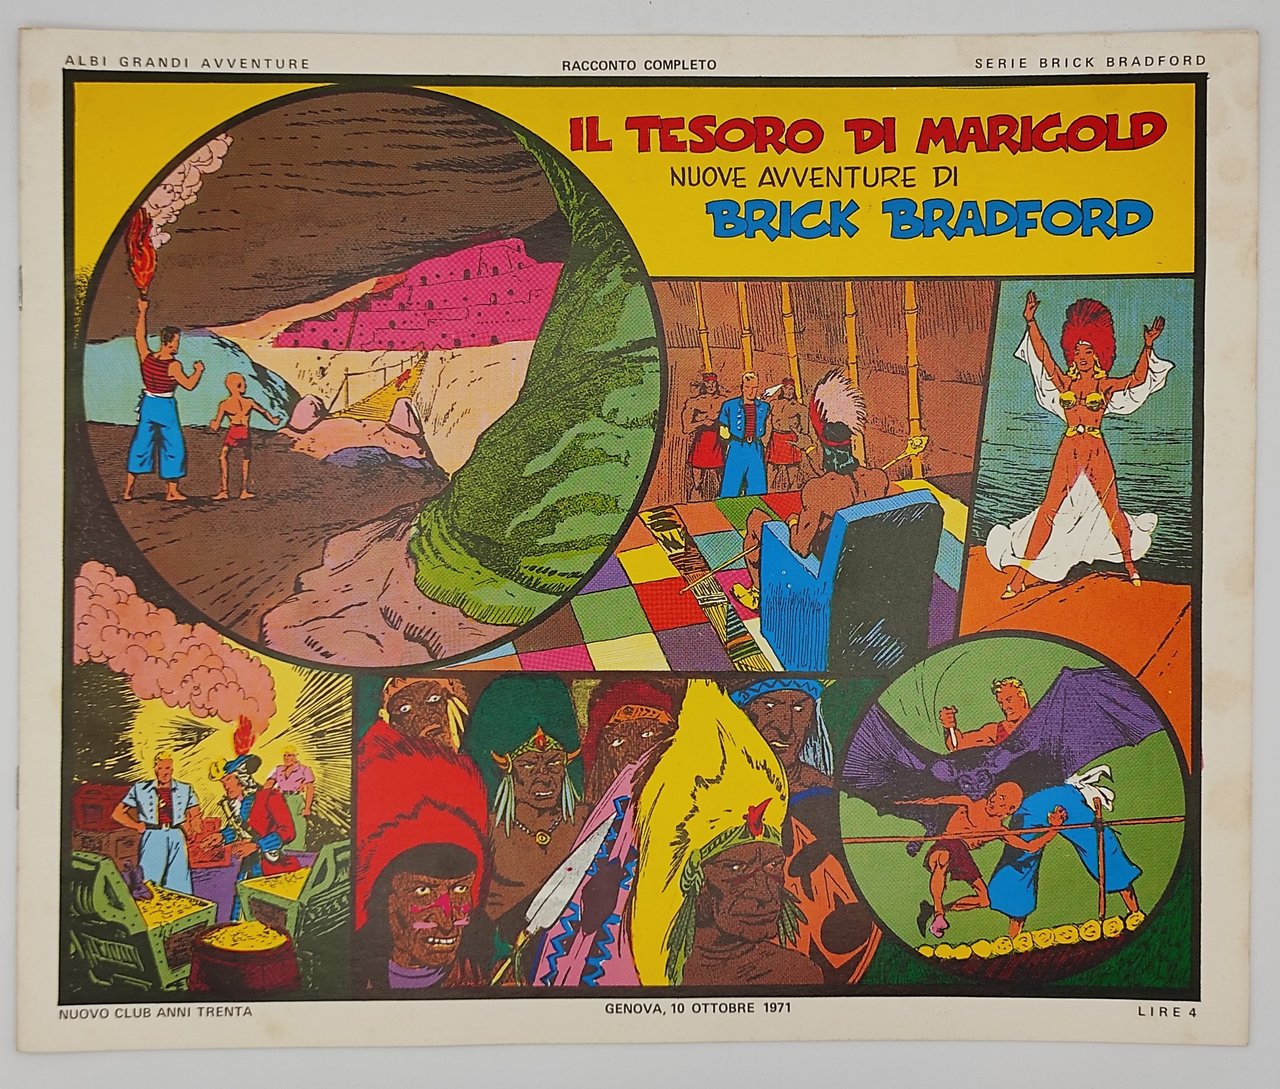 ALBI GRANDI AVVENTURE
RACCONTO COMPLETO
SERIE BRICK BRADFORD
IL TESORO DI MARIGOLD
NUOVE AVVENTURE DI
BRICK BRADFORD
NUOVO CLUB ANNI TRENTA
GENOVA, 10 OTTOBRE 1971
LIRE 4